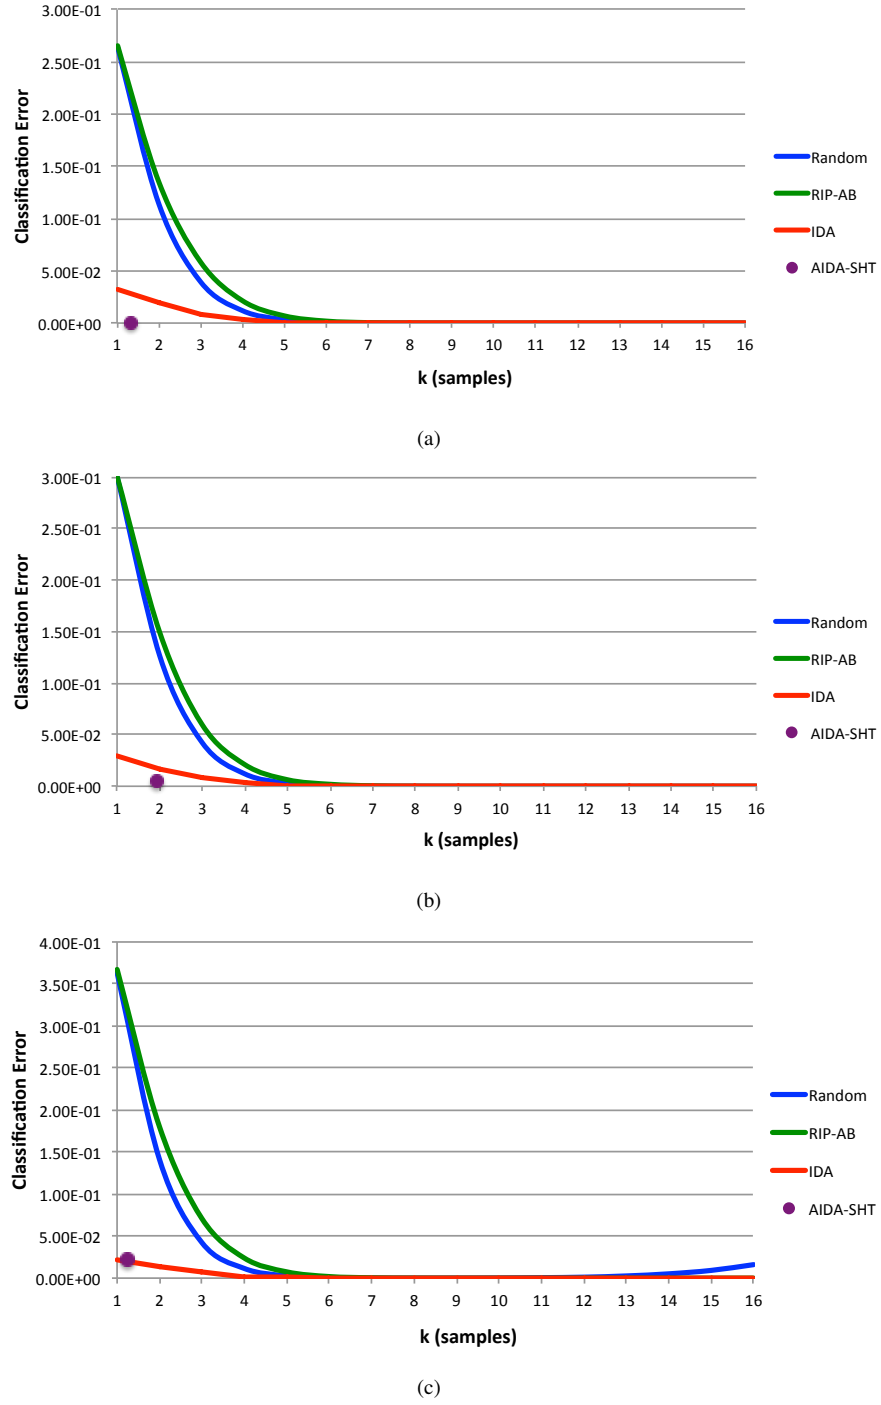 3.00E-01
2.50E-01
2.00E-01
1.50E-01
1.00E-01
5.00E-02
0.00E+00
Classification Error
1 2 3 4 5 6 7 8 9 10 11 12 13 14 15 16
k (samples)
Random
RIP-AB
IDA
AIDA-SHT
(a)
3.00E-01
2.50E-01
2.00E-01
1.50E-01
1.00E-01
5.00E-02
0.00E+00
Classification Error
1 2 3 4 5 6 7 8 9 10 11 12 13 14 15 16
k (samples)
Random
RIP-AB
IDA
AIDA-SHT
(b)
4.00E-01
3.50E-01
3.00E-01
2.50E-01
2.00E-01
1.50E-01
1.00E-01
5.00E-02
0.00E+00
Classification Error
1 2 3 4 5 6 7 8 9 10 11 12 13 14 15 16
k (samples)
Random
RIP-AB
IDA
AIDA-SHT
(c)